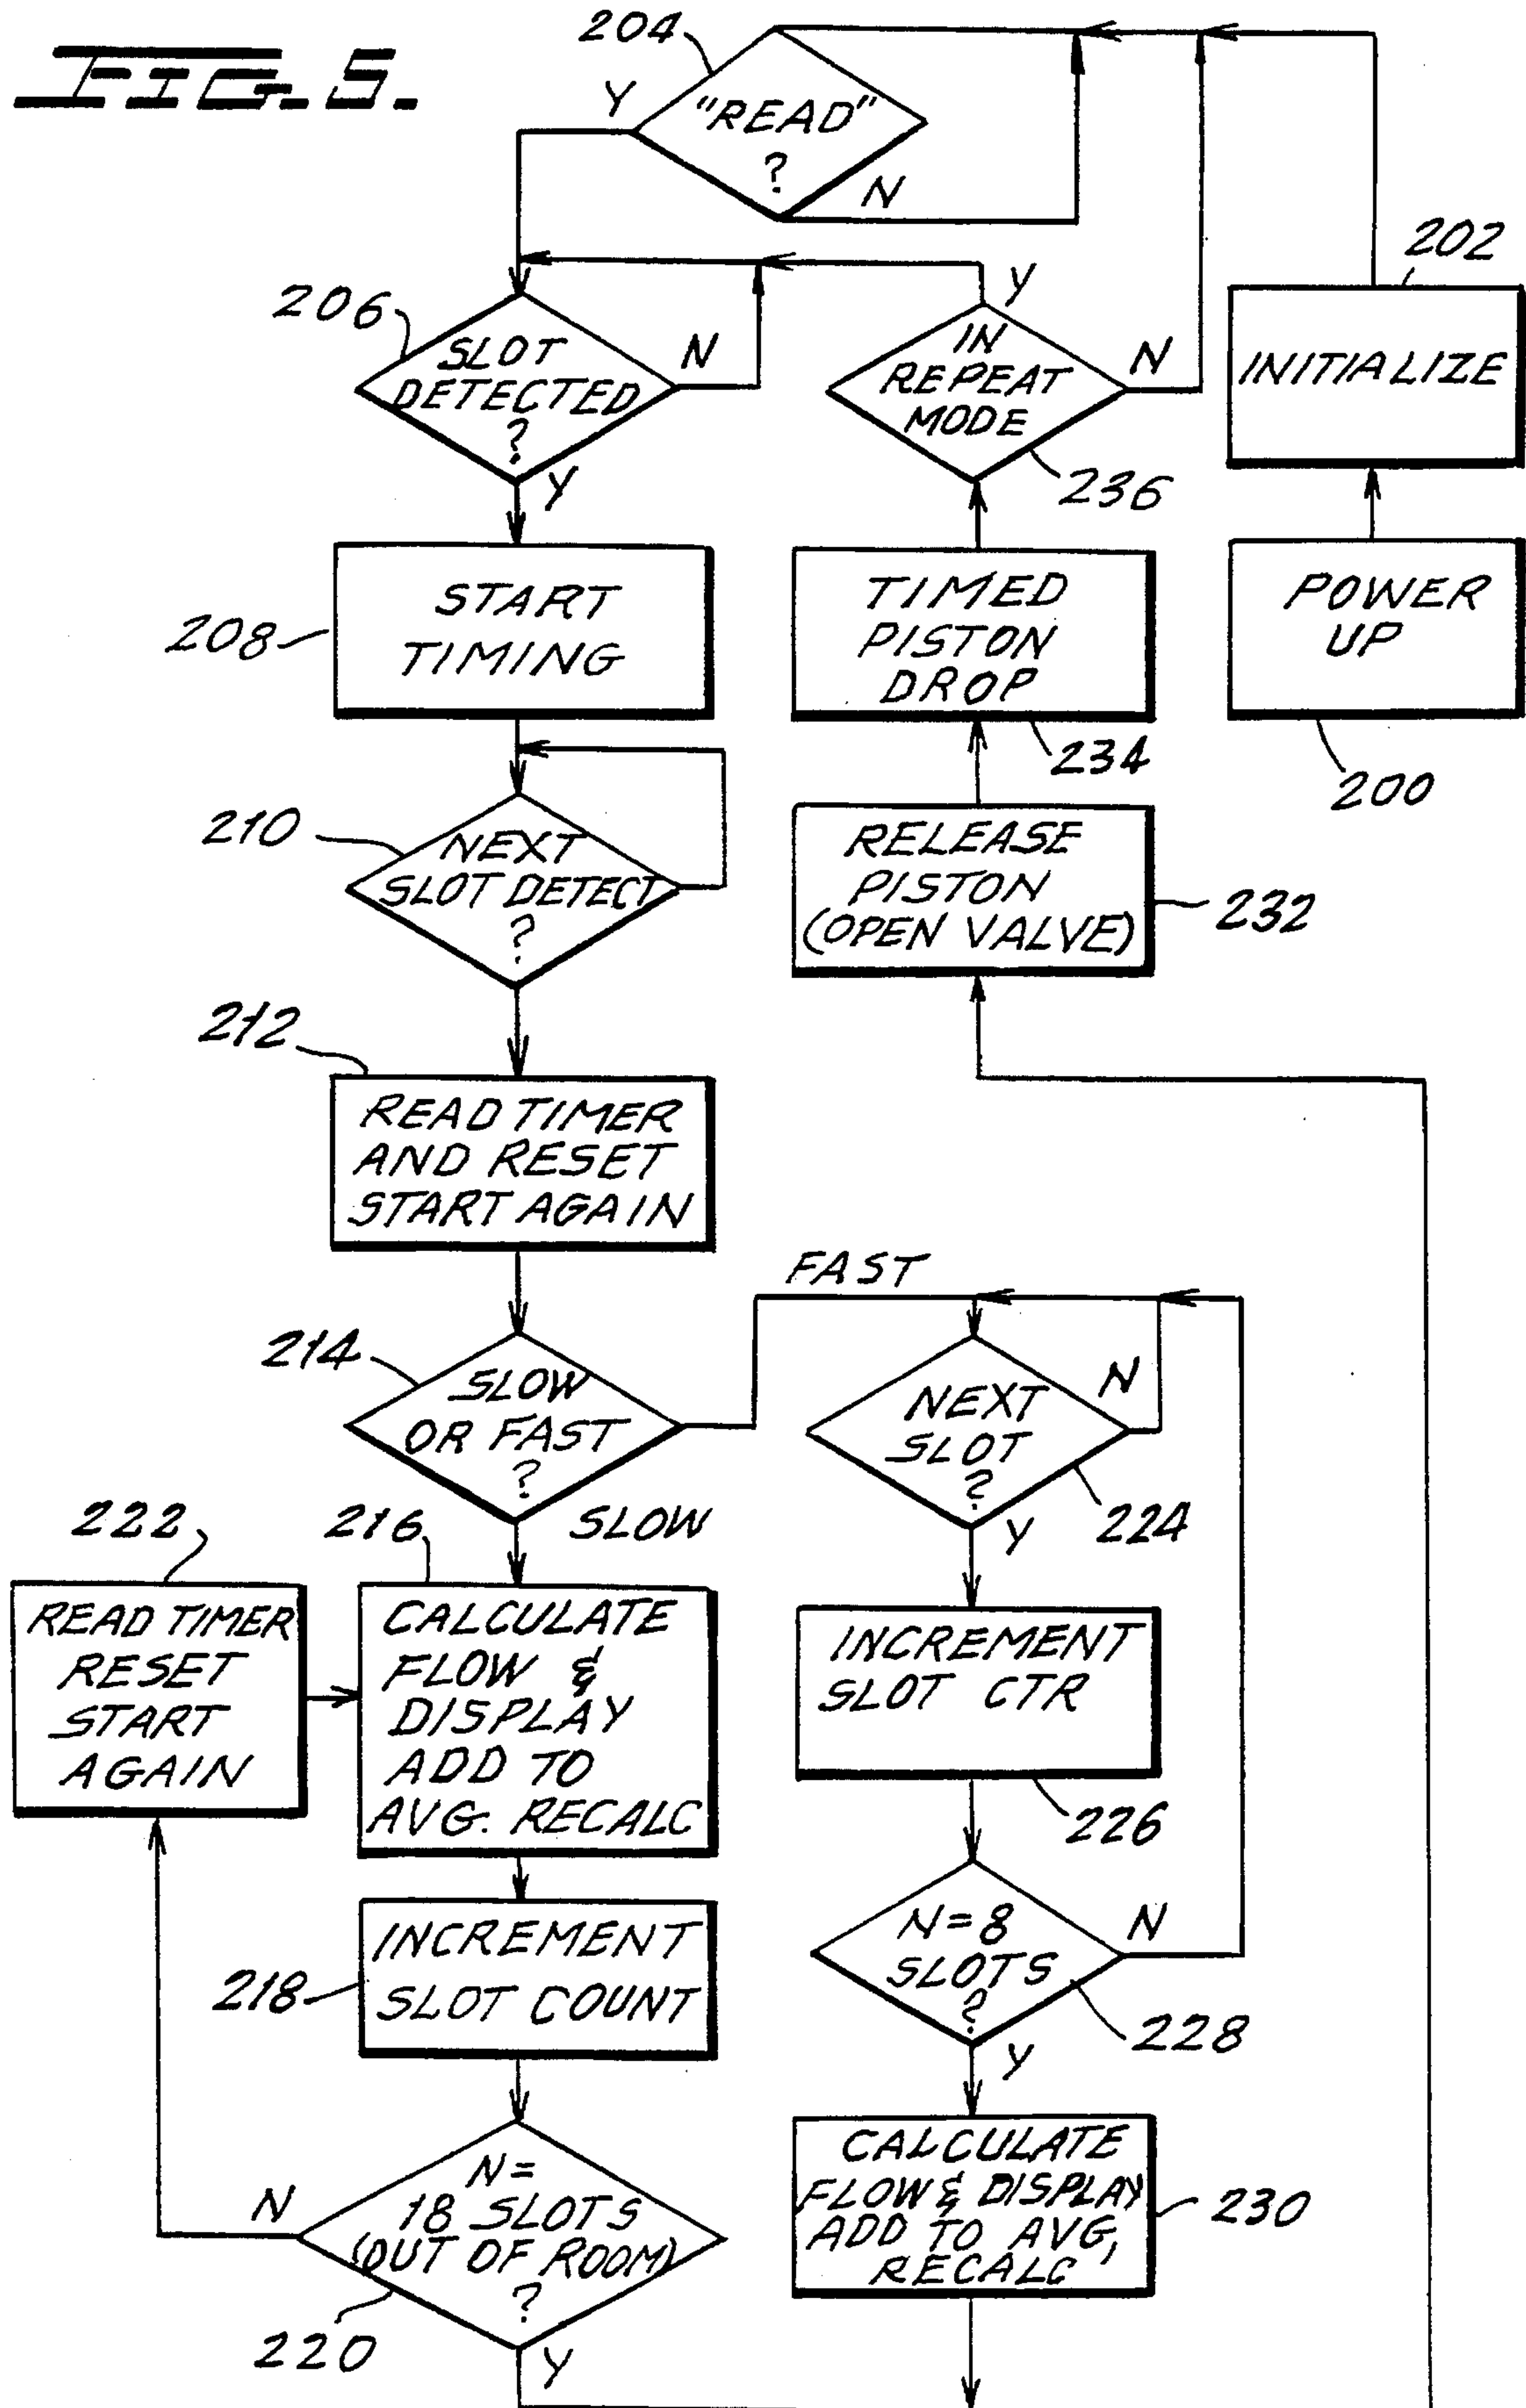 FIG. 5.
204
Y
"READ"
?
N
202
INITIALIZE
206
SLOT
DETECTED
?
N
Y
Y
IN
REPEAT
MODE
N
236
208
START
TIMING
TIMED
PISTON
DROP
234
POWER
UP
200
210
NEXT
SLOT DETECT
?
RELEASE
PISTON
(OPEN VALVE)
232
212
READ TIMER
AND RESET
START AGAIN
FAST
214
SLOW
OR FAST
?
SLOW
NEXT
SLOT
?
N
224
Y
222
READ TIMER
RESET
START
AGAIN
216
CALCULATE
FLOW &
DISPLAY
ADD TO
AVG. RECALC
INCREMENT
SLOT CTR
226
218
INCREMENT
SLOT COUNT
N=8
SLOTS
?
N
228
Y
N
N=
18 SLOTS
(OUT OF ROOM)
?
220
Y
CALCULATE
FLOW & DISPLAY
ADD TO AVG,
RECALC
230